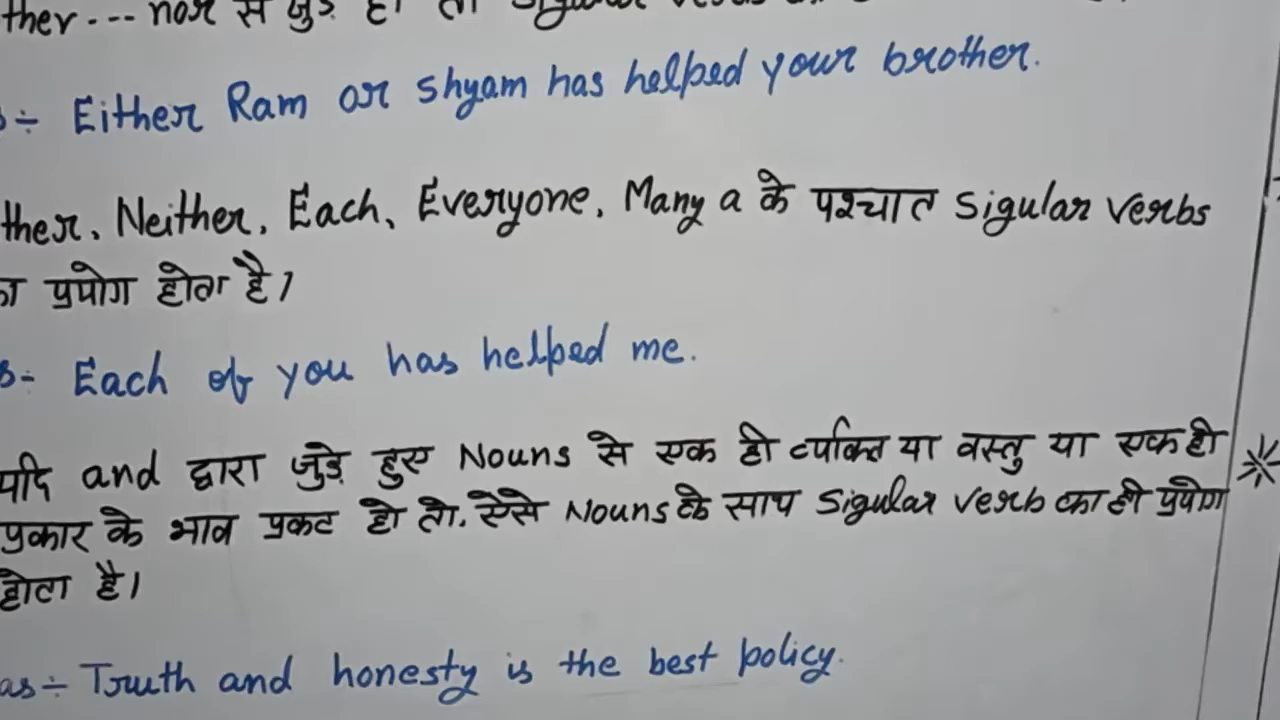 ther --- nor से जुड़े हो तो
s÷ Either Ram or shyam has helped your brother.
ther, Neither, Each, Everyone, Many a के पश्चात Sigular verbs
का प्रयोग होता है।
s÷ Each of you has helped me.
यदि and द्वारा जुड़े हुए Nouns से एक ही व्यक्ति या वस्तु या एक ही
प्रकार के भाव प्रकट हो तो, ऐसे Nouns के साथ Sigular verb का ही प्रयोग
होता है।
as÷ Truth and honesty is the best policy.